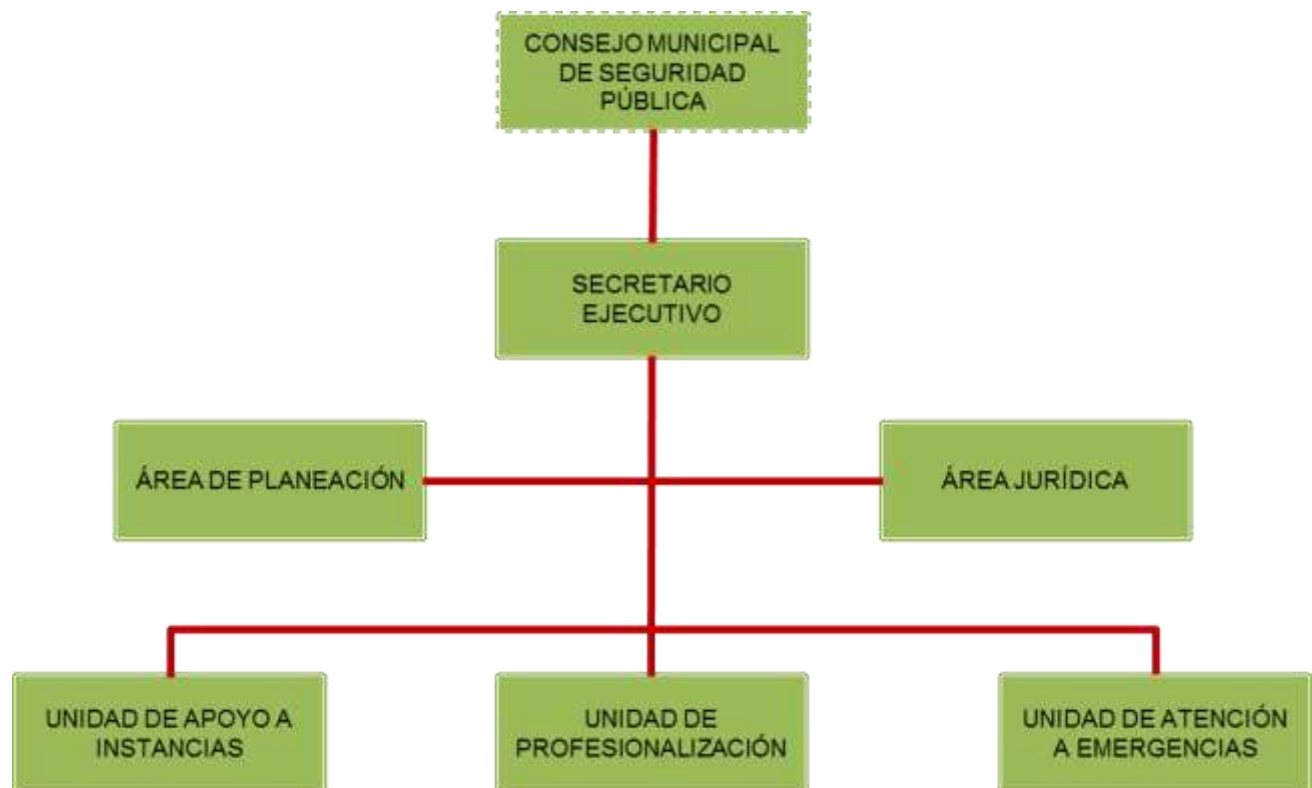 CONSEJO MUNICIPAL
DE SEGURIDAD
PÚBLICA
SECRETARIO
EJECUTIVO
ÁREA DE PLANEACIÓN
ÁREA JURÍDICA
UNIDAD DE APOYO A
INSTANCIAS
UNIDAD DE
PROFESIONALIZACIÓN
UNIDAD DE ATENCIÓN
A EMERGENCIAS